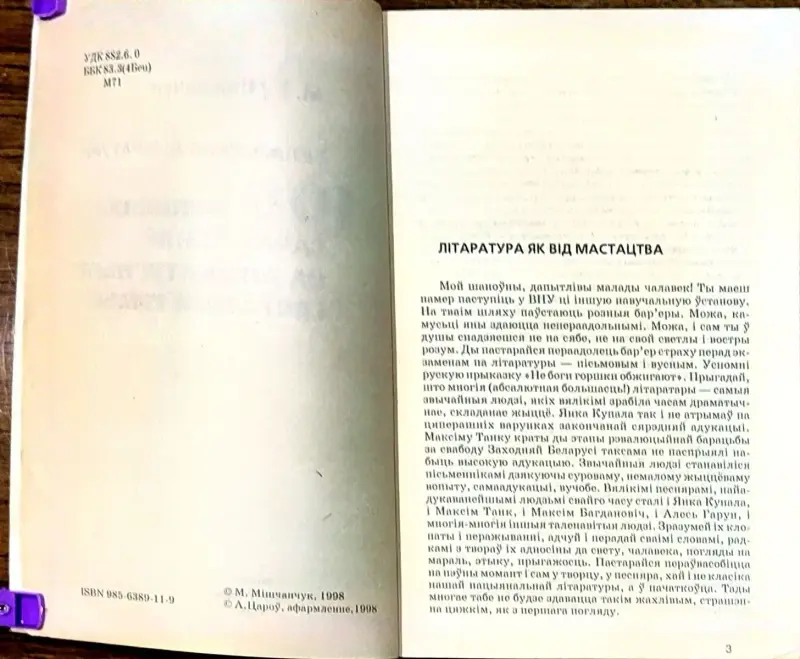 УДК 882.6.0
ББК 83.3(4Беи)
М71
ISBN 985-6389-11-9
© М. Мішчанчук, 1998
© А.Цароў, афармленне, 1998
ЛІТАРАТУРА ЯК ВІД МАСТАЦТВА
Мой шаноўны, дапытлівы малады чалавек! Ты маеш
намер паступіць у ВНУ ці іншую навучальную ўстанову.
На тваім шляху паўстаюць розныя бар'еры. Можа, ка-
мусьці яны здаюцца непераадольнымі. Можа, і сам ты ў
душы спадзяешся не на сябе, не на свой светлы і востры
розум. Ды пастарайся пераадолець бар'ер страху перад эк-
заменам па літаратуры — пісьмовым і вусным. Успомні
рускую прыказку «Не боги горшки обжигают». Прыгадай,
што многія (абсалютная большасць!) літаратары — самыя
звычайныя людзі, якіх вялікімі зрабіла часам драматыч-
нае, складанае жыццё. Янка Купала так і не атрымаў па
цяперашніх варунках закончанай сярэдняй адукацыі.
Максіму Танку краты ды этапы рэвалюцыйнай барацьбы
за свабоду Заходняй Беларусі таксама не паспрыялі на-
быць высокую адукацыю. Звычайныя людзі станавіліся
пісьменнікамі дзякуючы суроваму, немалому жыццёваму
вопыту, самаадукацыі, вучобе. Вялікімі песнярамі, найа-
дукаванейшымі людзьмі свайго часу сталі і Янка Купала,
і Максім Танк, і Максім Багдановіч, і Алесь Гарун, і
многія-многія іншыя таленавітыя людзі. Зразумей іх кло-
паты і перажыванні, адчуй і перадай сваімі словамі, рад-
камі з твораў іх адносіны да свету, чалавека, погляды на
мараль, этыку, прыгажосць. Пастарайся пераўвасобіцца
на пэўны момант і сам у творцу, у песняра, хай і не класіка
нашай нацыянальнай літаратуры, а ў пачаткоўца. Тады
многае табе не будзе здавацца такім жахлівым, страшэн-
на цяжкім, як з першага погляду.
3